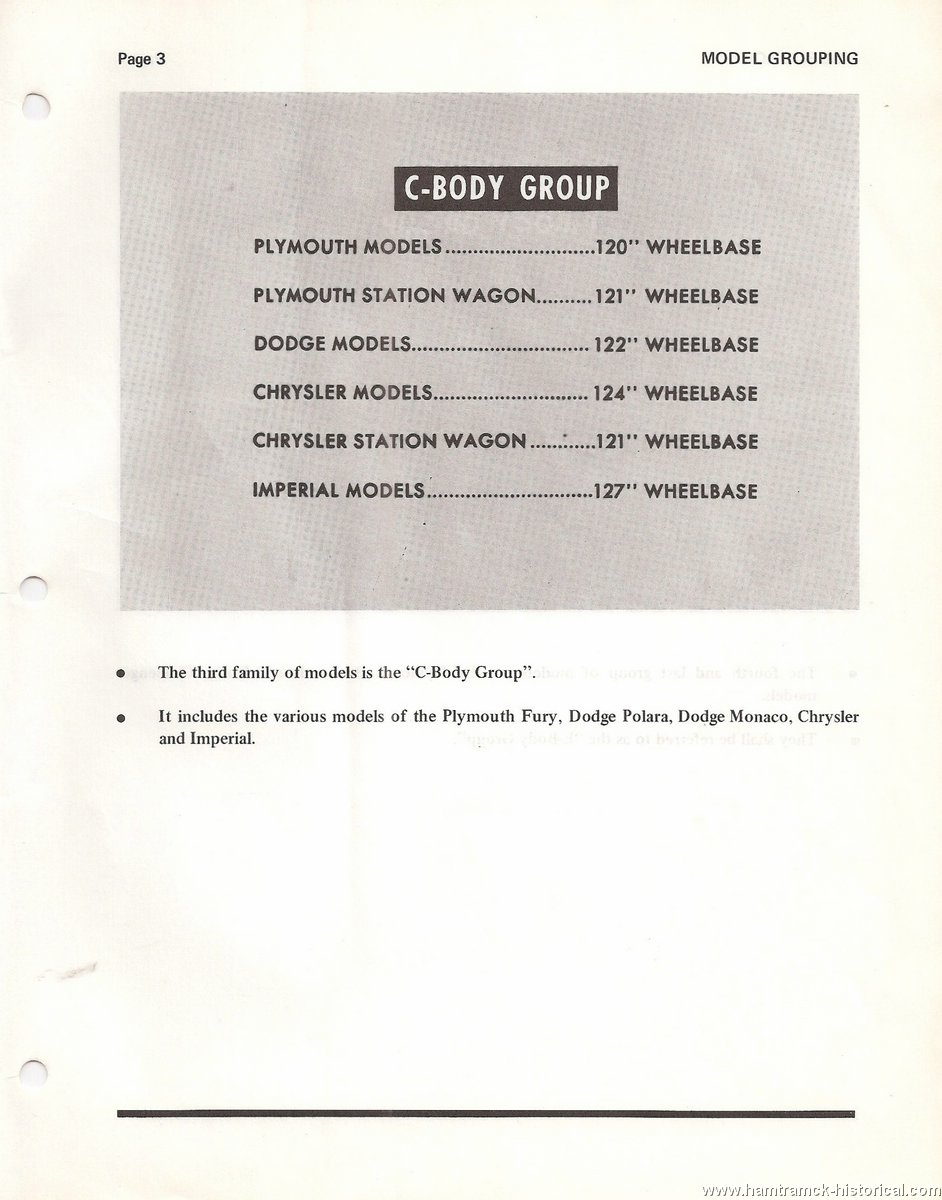 Page 3
MODEL GROUPING
C-BODY GROUP
PLYMOUTH MODELS...........................120" WHEELBASE
PLYMOUTH STATION WAGON..........121" WHEELBASE
DODGE MODELS................................ 122" WHEELBASE
CHRYSLER MODELS............................ 124" WHEELBASE
CHRYSLER STATION WAGON ............121" WHEELBASE
IMPERIAL MODELS..............................127" WHEELBASE
● The third family of models is the “C-Body Group”.
● It includes the various models of the Plymouth Fury, Dodge Polara, Dodge Monaco, Chrysler
and Imperial.
www.hamtramck-historical.com